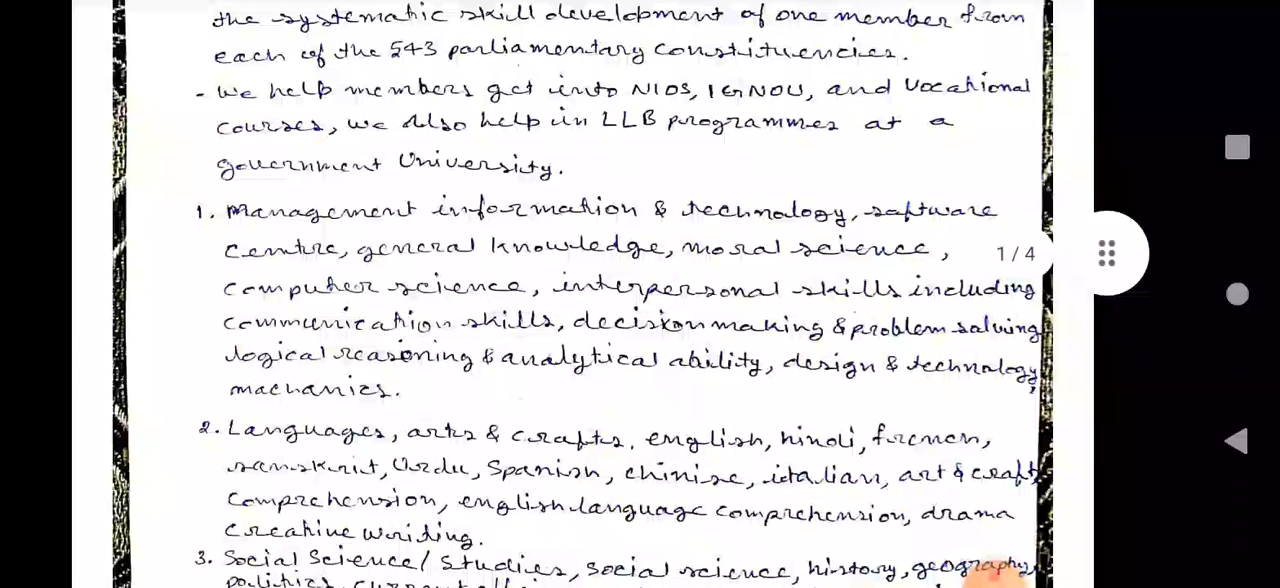 the systematic skill development of one member from
each of the 543 parliamentary constituencies.
- We help members get into NIOS, IGNOU, and Vocational
courses, we also help in LLB programmes at a
government University.
1. Management information & technology, software
centre, general knowledge, moral science,
1/4
computer science, interpersonal skills including
communication skills, decision making & problem solving
logical reasoning & analytical ability, design & technology,
machanics.
2. Languages, arts & crafts, english, hindi, french,
sanskrit, Urdu, Spanish, chinise, italian, art & craft
comprehension, english language comprehension, drama
creative writing.
3. Social Science/ Studies, social science, history, geography,